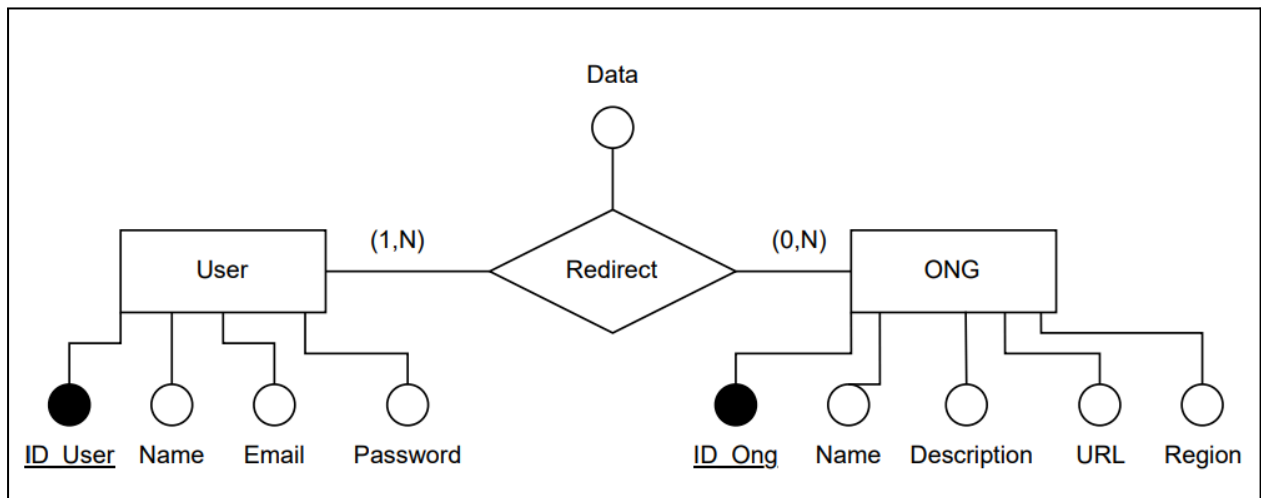 Data
(1,N)
(0,N)
User
Redirect
ONG
ID_User Name Email Password
ID_Ong Name Description URL Region